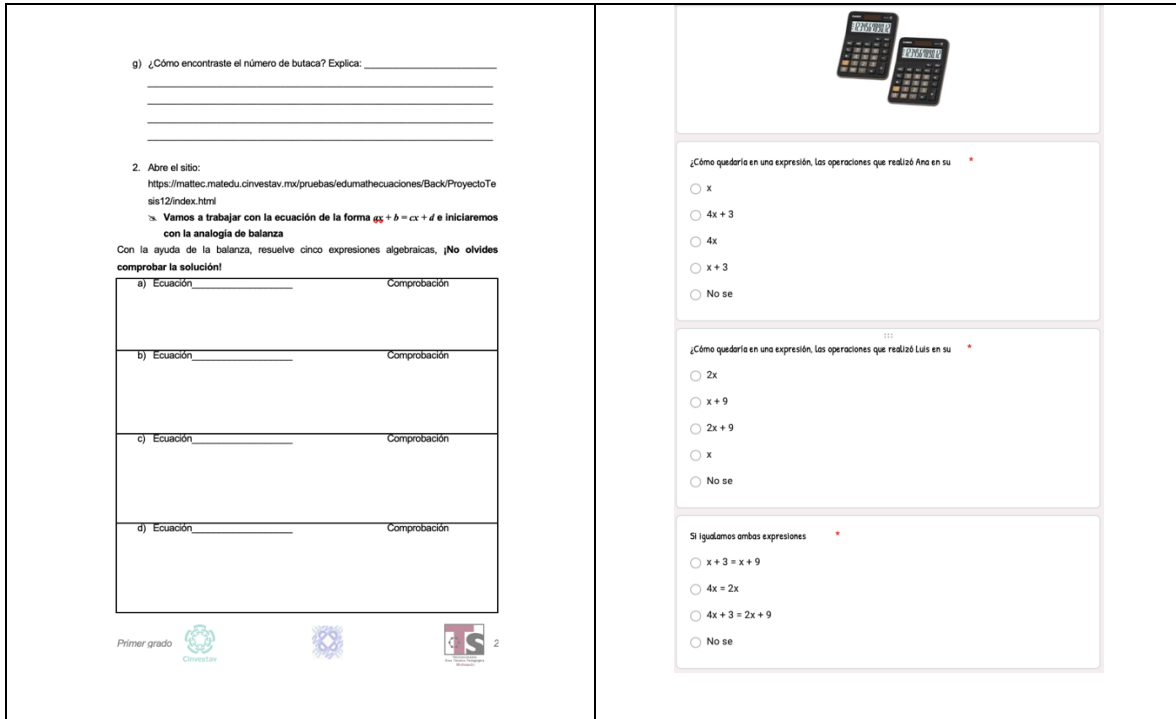 g) ¿Cómo encontraste el número de butaca? Explica:
2. Abre el sitio:
https://mattec.matedu.cinvestav.mx/pruebas/edumathecuaciones/Back/ProyectoTe
sis12/index.html
Vamos a trabajar con la ecuación de la forma ax + b = cx + d e iniciaremos
con la analogía de balanza
Con la ayuda de la balanza, resuelve cinco expresiones algebraicas, ¡No olvides
comprobar la solución!
a) Ecuación Comprobación
b) Ecuación Comprobación
c) Ecuación Comprobación
d) Ecuación Comprobación
Primer grado
Cinvestav
TS
2
¿Cómo quedaría en una expresión, las operaciones que realizó Ana en su *
x
4x + 3
4x
x + 3
No se
¿Cómo quedaría en una expresión, las operaciones que realizó Luis en su *
2x
x + 9
2x + 9
x
No se
Si igualamos ambas expresiones *
x + 3 = x + 9
4x = 2x
4x + 3 = 2x + 9
No se